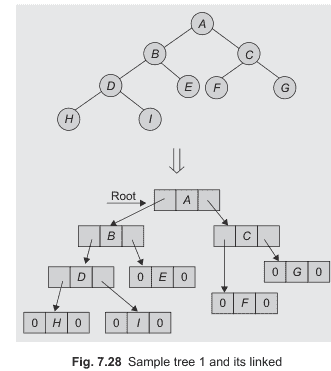 A
B C
D E F G
H I
Root A
B C
D 0 E 0 0 G 0
0 F 0
0 H 0 0 I 0
Fig. 7.28 Sample tree 1 and its linked